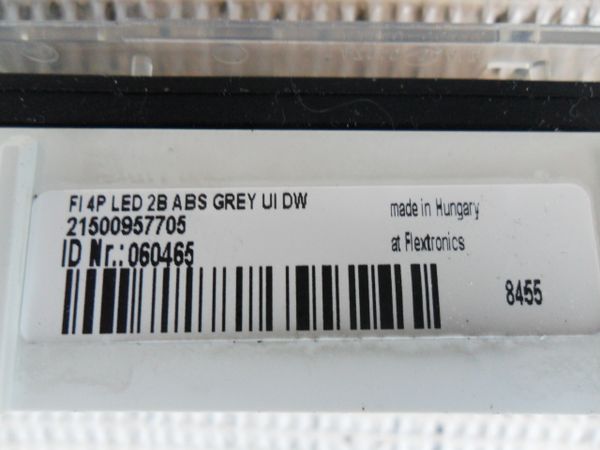 FI 4P LED 2B ABS GREY UI DW
21500957705
ID Nr.: 060465
made in Hungary
at Flextronics
8455